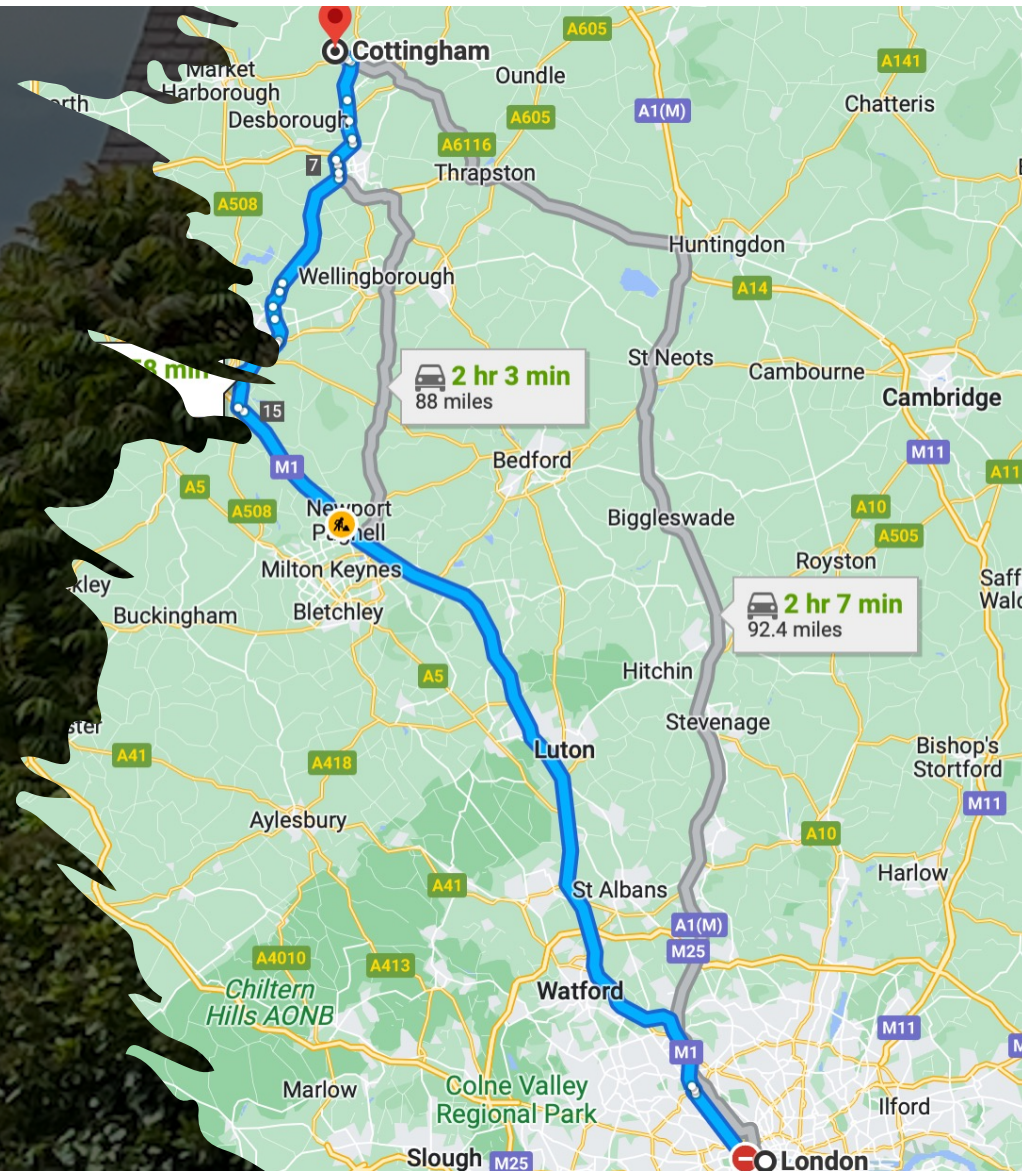 A605
Cottingham
Oundle
A141
Market
Harborough
A1(M)
Chatteris
Desborough
A605
A6116
7
Thrapston
A508
Huntingdon
Wellingborough
A14
St Neots
Cambourne
2 hr 3 min
88 miles
Cambridge
15
M11
M1
Bedford
A5
A508
Newport
Pagnell
A10
A505
Biggleswade
Royston
Milton Keynes
Buckingham
Bletchley
2 hr 7 min
92.4 miles
Hitchin
A5
Stevenage
A41
A418
Luton
Bishop's
Stortford
M11
Aylesbury
A10
Harlow
A41
St Albans
A1(M)
M25
A4010
A413
Chiltern
Hills AONB
Watford
M11
M1
Marlow
Colne Valley
Regional Park
Ilford
Slough
M25
London